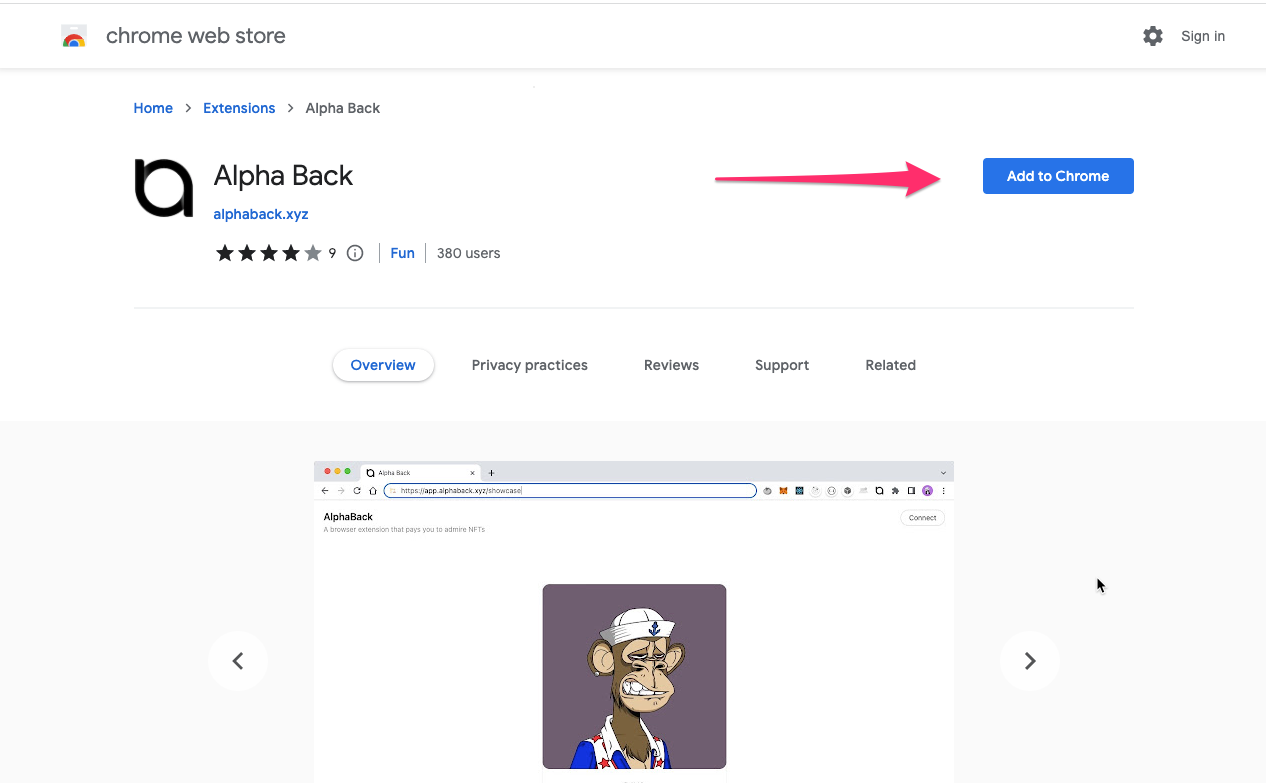 chrome web store
Sign in
Home > Extensions > Alpha Back
Alpha Back
Add to Chrome
alphaback.xyz
9
Fun
380 users
Overview
Privacy practices
Reviews
Support
Related
Alpha Back
https://app.alphaback.xyz/showcase
AlphaBack
Connect
A browser extension that pays you to admire NFTs